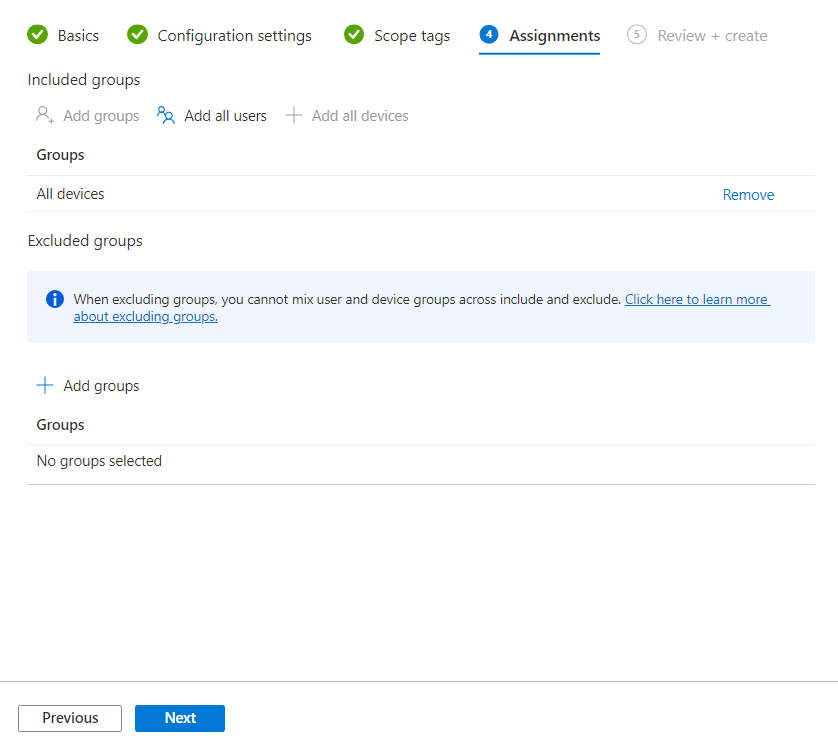 Basics Configuration settings Scope tags 4 Assignments 5 Review + create
Included groups
Add groups Add all users Add all devices
Groups
All devices Remove
Excluded groups
When excluding groups, you cannot mix user and device groups across include and exclude. Click here to learn more
about excluding groups.
Add groups
Groups
No groups selected
Previous Next